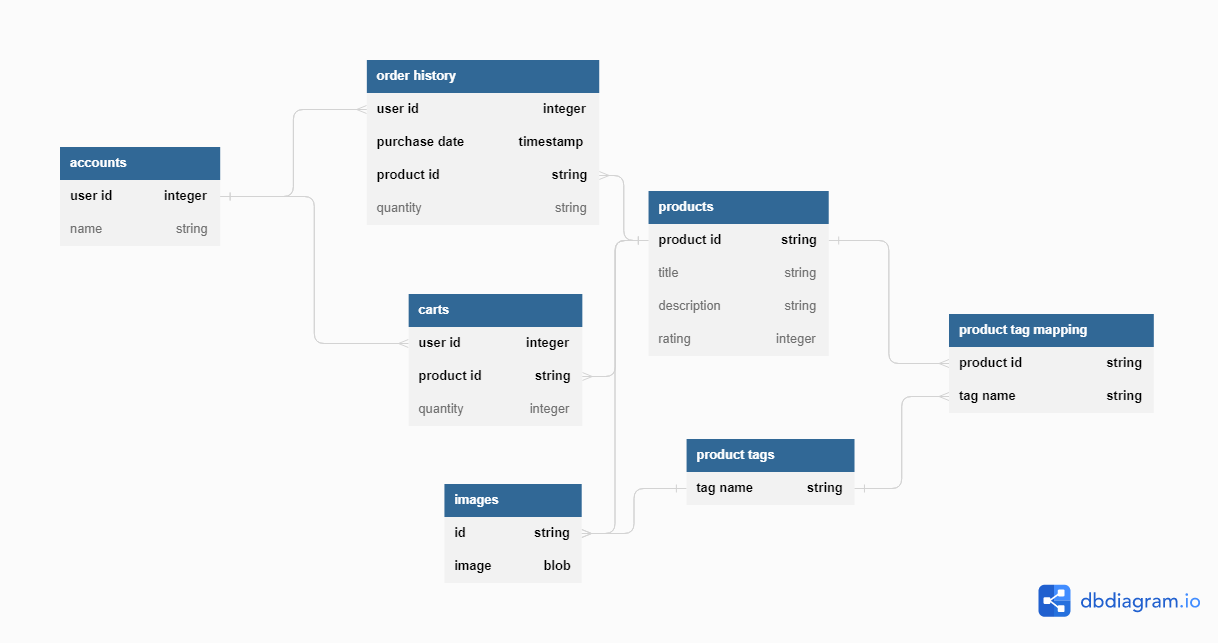 order history
user id integer
purchase date timestamp
product id string
quantity string
accounts
user id integer
name string
products
product id string
title string
description string
rating integer
carts
user id integer
product id string
quantity integer
product tag mapping
product id string
tag name string
product tags
tag name string
images
id string
image blob
dbdiagram.io